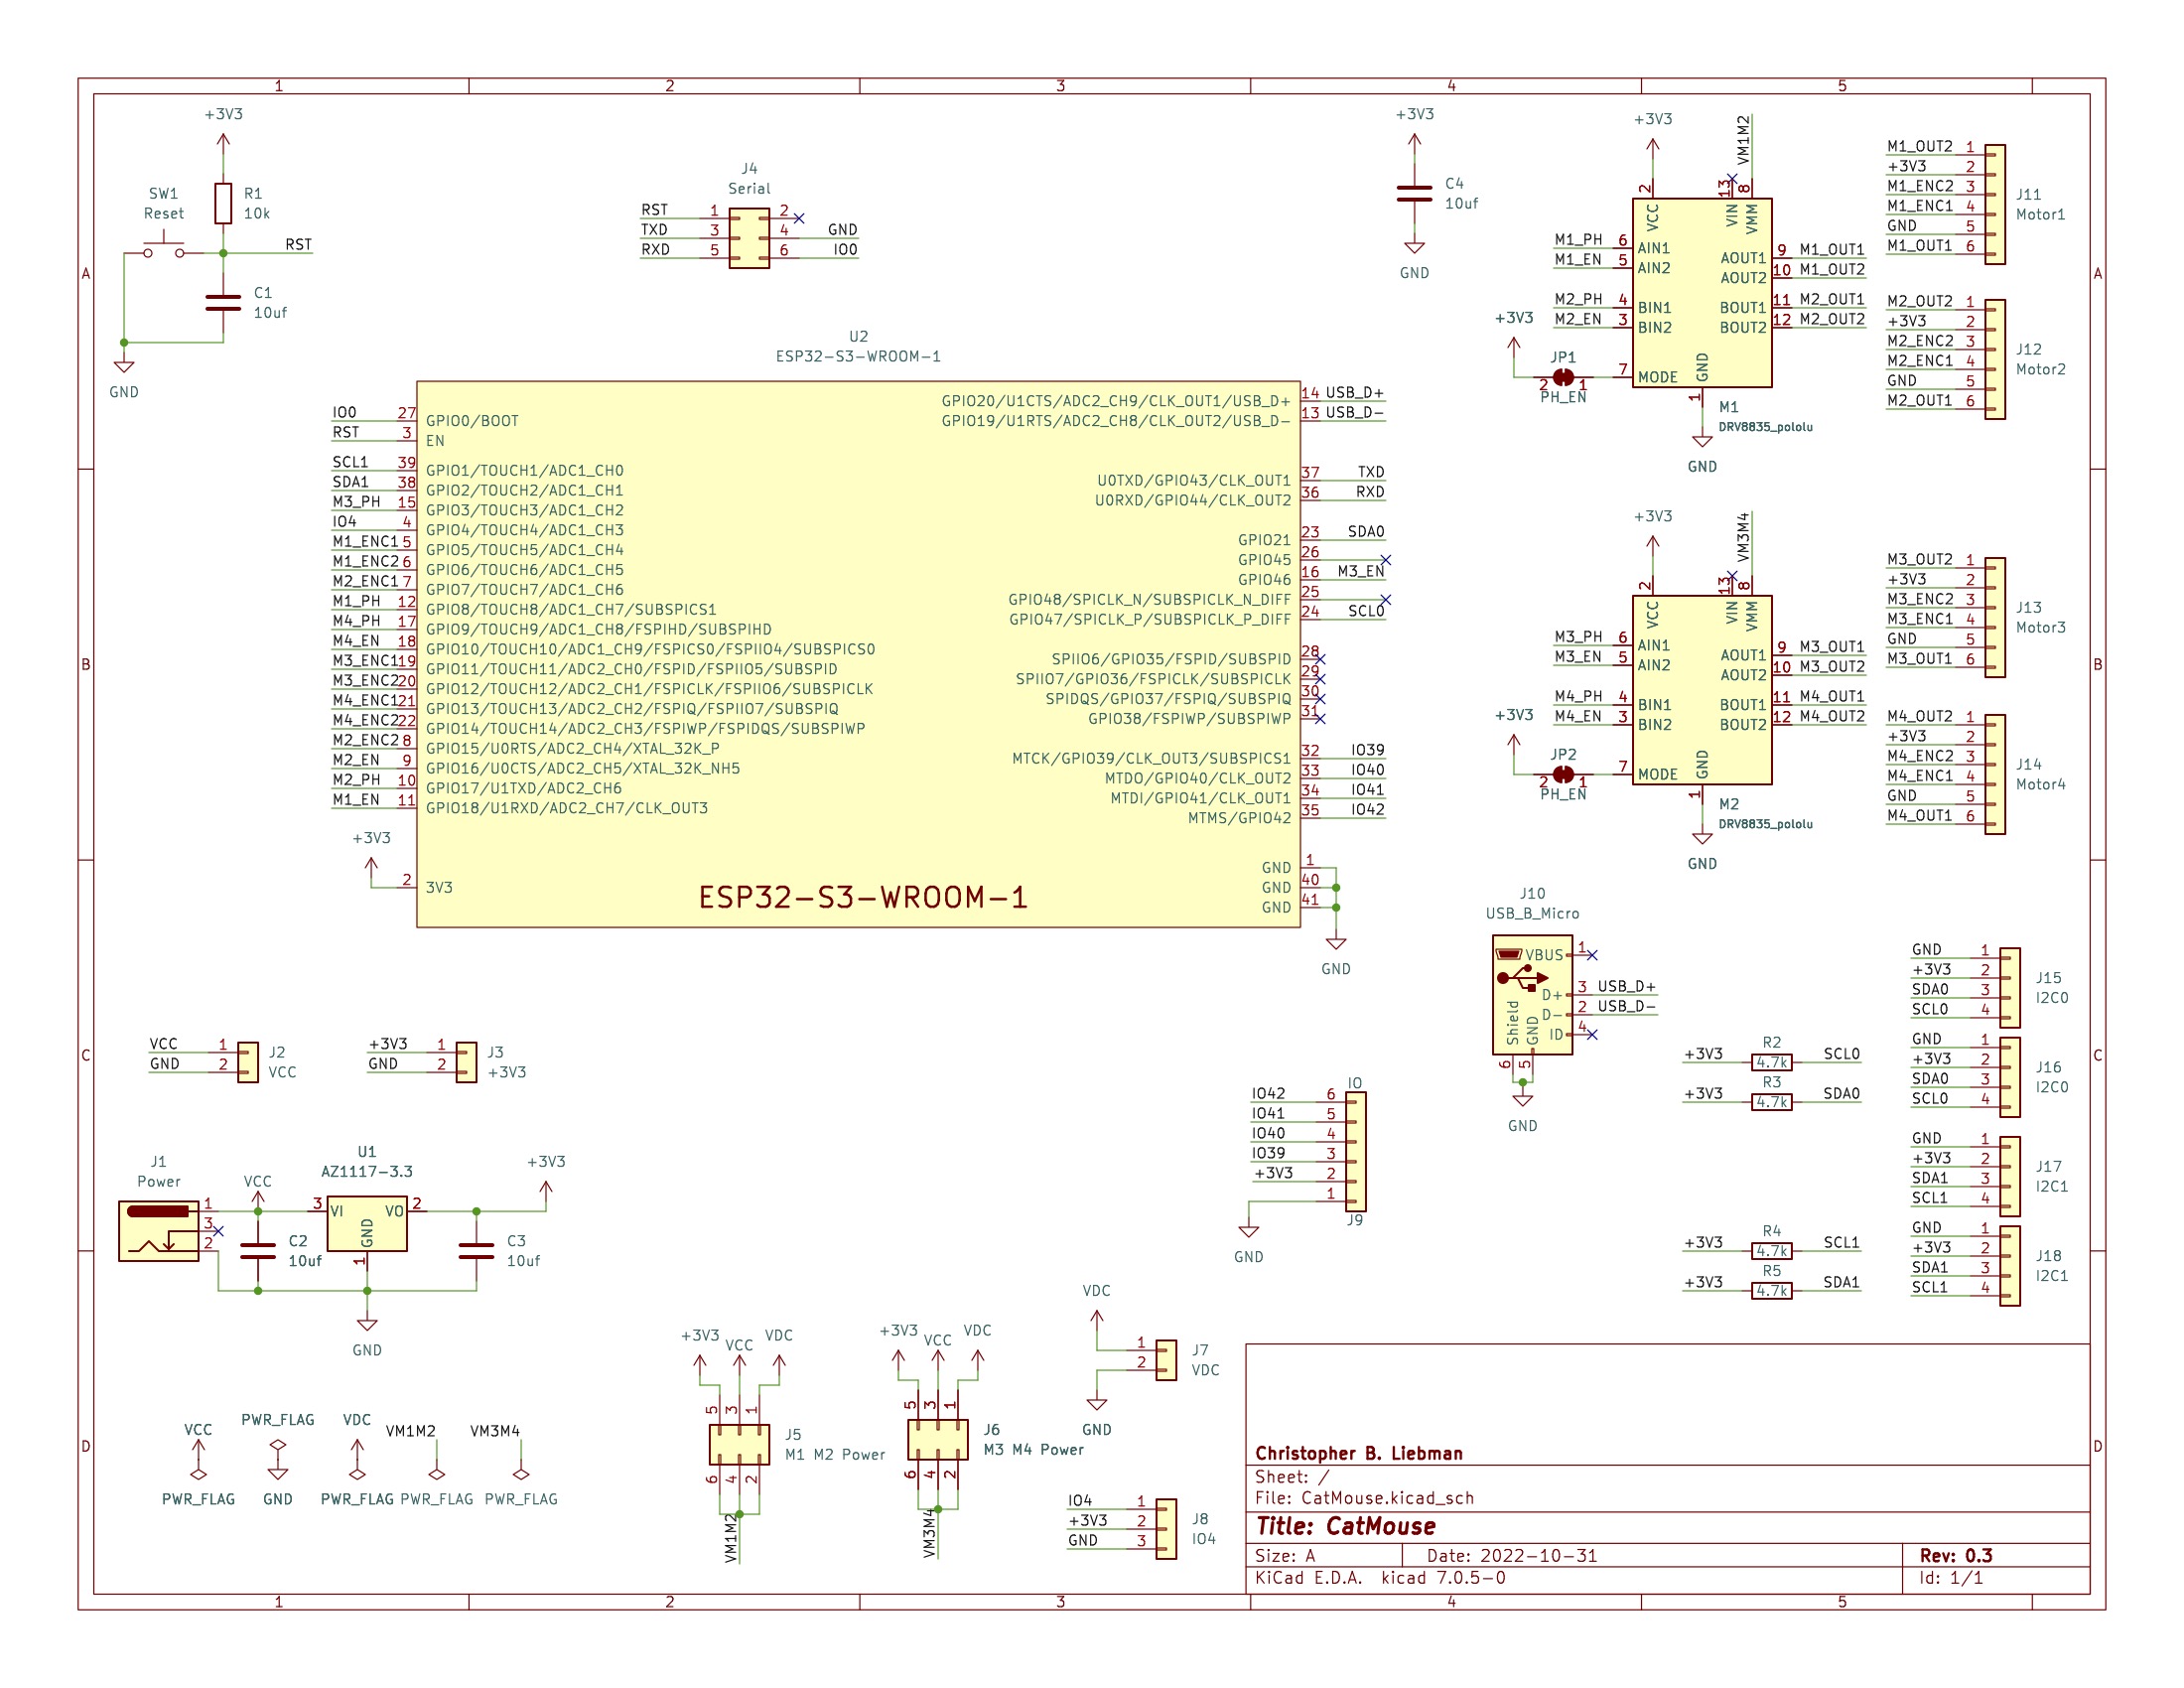 1 2 3 4 5
A
B
C
D
+3V3
SW1
Reset
R1
10k
RST
C1
10uf
GND
J4
Serial
RST 1 2
TXD 3 4 GND
RXD 5 6 IO0
+3V3
C4
10uf
GND
U2
ESP32-S3-WROOM-1
IO0 27 GPIO0/BOOT
RST 3 EN
SCL1 39 GPIO1/TOUCH1/ADC1_CH0
SDA1 38 GPIO2/TOUCH2/ADC1_CH1
M3_PH 15 GPIO3/TOUCH3/ADC1_CH2
IO4 4 GPIO4/TOUCH4/ADC1_CH3
M1_ENC1 5 GPIO5/TOUCH5/ADC1_CH4
M1_ENC2 6 GPIO6/TOUCH6/ADC1_CH5
M2_ENC1 7 GPIO7/TOUCH7/ADC1_CH6
M1_PH 12 GPIO8/TOUCH8/ADC1_CH7/SUBSPICS1
M4_PH 17 GPIO9/TOUCH9/ADC1_CH8/FSPIHD/SUBSPIHD
M4_EN 18 GPIO10/TOUCH10/ADC1_CH9/FSPICS0/FSPIIO4/SUBSPICS0
M3_ENC1 19 GPIO11/TOUCH11/ADC2_CH0/FSPID/FSPIIO5/SUBSPID
M3_ENC2 20 GPIO12/TOUCH12/ADC2_CH1/FSPICLK/FSPIIO6/SUBSPICLK
M4_ENC1 21 GPIO13/TOUCH13/ADC2_CH2/FSPIQ/FSPIIO7/SUBSPIQ
M4_ENC2 22 GPIO14/TOUCH14/ADC2_CH3/FSPIWP/FSPIDQS/SUBSPIWP
M2_ENC2 8 GPIO15/U0RTS/ADC2_CH4/XTAL_32K_P
M2_EN 9 GPIO16/U0CTS/ADC2_CH5/XTAL_32K_NH5
M2_PH 10 GPIO17/U1TXD/ADC2_CH6
M1_EN 11 GPIO18/U1RXD/ADC2_CH7/CLK_OUT3
+3V3
2 3V3
ESP32-S3-WROOM-1
GPIO20/U1CTS/ADC2_CH9/CLK_OUT1/USB_D+ 14 USB_D+
GPIO19/U1RTS/ADC2_CH8/CLK_OUT2/USB_D- 13 USB_D-
U0TXD/GPIO43/CLK_OUT1 37 TXD
U0RXD/GPIO44/CLK_OUT2 36 RXD
GPIO21 23 SDA0
GPIO45 26
GPIO46 16 M3_EN
GPIO48/SPICLK_N/SUBSPICLK_N_DIFF 25
GPIO47/SPICLK_P/SUBSPICLK_P_DIFF 24 SCL0
SPIIO6/GPIO35/FSPID/SUBSPID 28
SPIIO7/GPIO36/FSPICLK/SUBSPICLK 29
SPIDQS/GPIO37/FSPIQ/SUBSPIQ 30
GPIO38/FSPIWP/SUBSPIWP 31
MTCK/GPIO39/CLK_OUT3/SUBSPICS1 32 IO39
MTDO/GPIO40/CLK_OUT2 33 IO40
MTDI/GPIO41/CLK_OUT1 34 IO41
MTMS/GPIO42 35 IO42
GND 1
GND 40
GND 41
GND
+3V3
VM1M2
2 13 8
VCC VIN VMM
M1_PH 6 AIN1
M1_EN 5 AIN2
M2_PH 4 BIN1
M2_EN 3 BIN2
AOUT1 9 M1_OUT1
AOUT2 10 M1_OUT2
BOUT1 11 M2_OUT1
BOUT2 12 M2_OUT2
+3V3
JP1
2 1
PH_EN
7 MODE
GND
1
M1
DRV8835_pololu
GND
+3V3
VM3M4
2 13 8
VCC VIN VMM
M3_PH 6 AIN1
M3_EN 5 AIN2
M4_PH 4 BIN1
M4_EN 3 BIN2
AOUT1 9 M3_OUT1
AOUT2 10 M3_OUT2
BOUT1 11 M4_OUT1
BOUT2 12 M4_OUT2
+3V3
JP2
2 1
PH_EN
7 MODE
GND
1
M2
DRV8835_pololu
GND
M1_OUT2 1
+3V3 2
M1_ENC2 3
M1_ENC1 4
GND 5
M1_OUT1 6
J11
Motor1
M2_OUT2 1
+3V3 2
M2_ENC2 3
M2_ENC1 4
GND 5
M2_OUT1 6
J12
Motor2
M3_OUT2 1
+3V3 2
M3_ENC2 3
M3_ENC1 4
GND 5
M3_OUT1 6
J13
Motor3
M4_OUT2 1
+3V3 2
M4_ENC2 3
M4_ENC1 4
GND 5
M4_OUT1 6
J14
Motor4
J10
USB_B_Micro
VBUS 1
D+ 3 USB_D+
D- 2 USB_D-
ID 4
Shield GND
6 5
GND
GND 1
+3V3 2
SDA0 3
SCL0 4
J15
I2C0
GND 1
+3V3 2
SDA0 3
SCL0 4
J16
I2C0
GND 1
+3V3 2
SDA1 3
SCL1 4
J17
I2C1
GND 1
+3V3 2
SDA1 3
SCL1 4
J18
I2C1
R2
+3V3 4.7k SCL0
R3
+3V3 4.7k SDA0
R4
+3V3 4.7k SCL1
R5
+3V3 4.7k SDA1
VCC 1
GND 2
J2
VCC
+3V3 1
GND 2
J3
+3V3
IO
IO42 6
IO41 5
IO40 4
IO39 3
+3V3 2
1
J9
GND
J1
Power
1
3
2
VCC
C2
10uf
U1
AZ1117-3.3
3 VI VO 2
GND
1
GND
C3
10uf
+3V3
VCC
PWR_FLAG
PWR_FLAG
GND
VDC
PWR_FLAG
VM1M2
PWR_FLAG
VM3M4
PWR_FLAG
+3V3 VCC VDC
5 3 1
J5
M1 M2 Power
6 4 2
VM1M2
+3V3 VCC VDC
5 3 1
J6
M3 M4 Power
6 4 2
VM3M4
VDC
1
2
J7
VDC
GND
IO4 1
+3V3 2
GND 3
J8
IO4
Christopher B. Liebman
Sheet: /
File: CatMouse.kicad_sch
Title: CatMouse
Size: A Date: 2022-10-31 Rev: 0.3
KiCad E.D.A. kicad 7.0.5-0 Id: 1/1
A
B
C
D
1 2 3 4 5